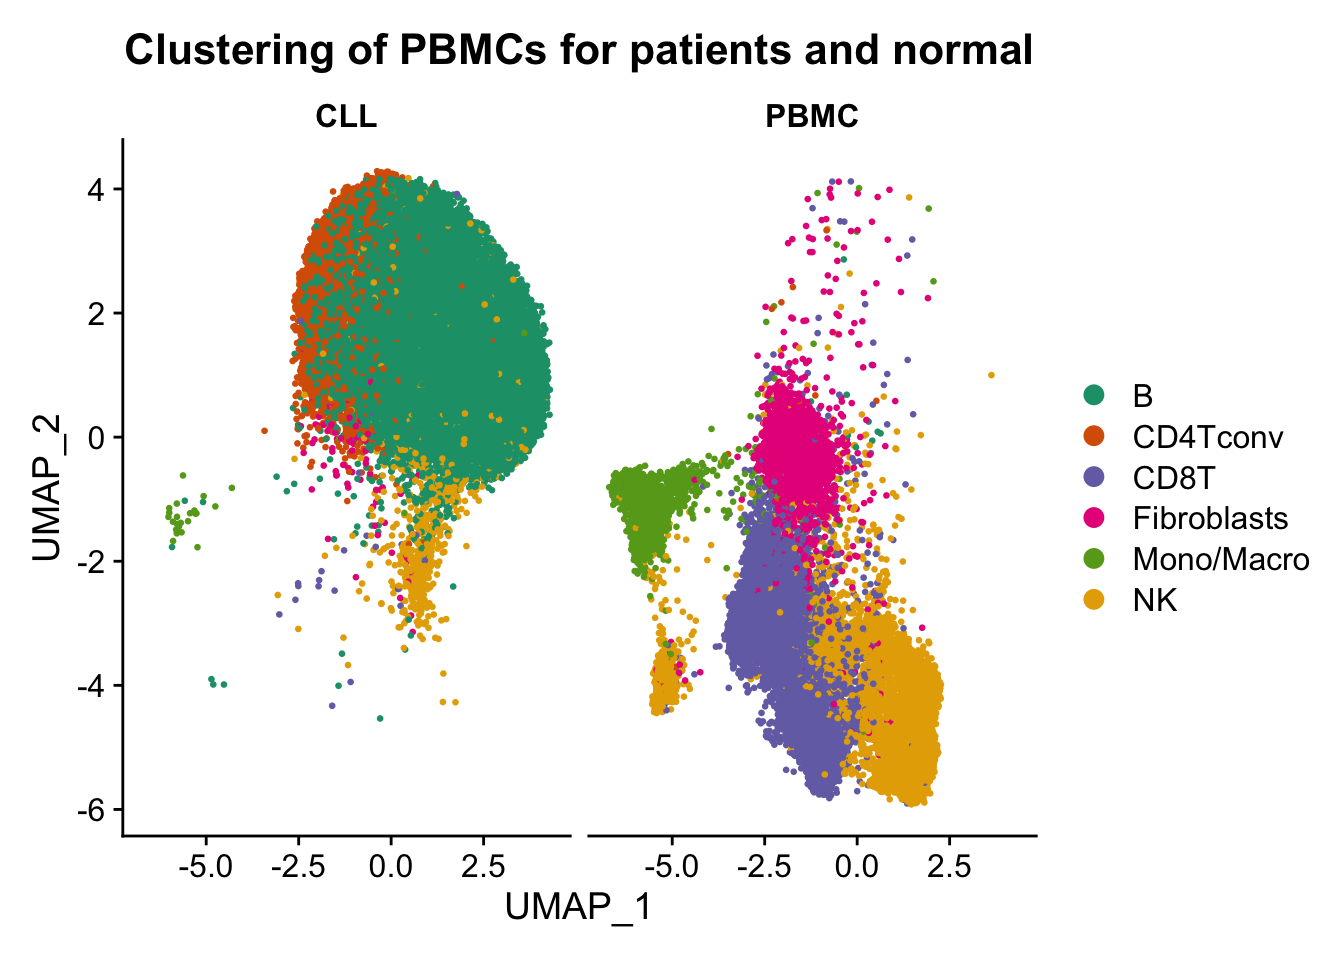 Clustering of PBMCs for patients and normal
CLL
PBMC
4
2
0
-2
-4
-6
UMAP_2
-5.0 -2.5 0.0 2.5
-5.0 -2.5 0.0 2.5
UMAP_1
B
CD4Tconv
CD8T
Fibroblasts
Mono/Macro
NK